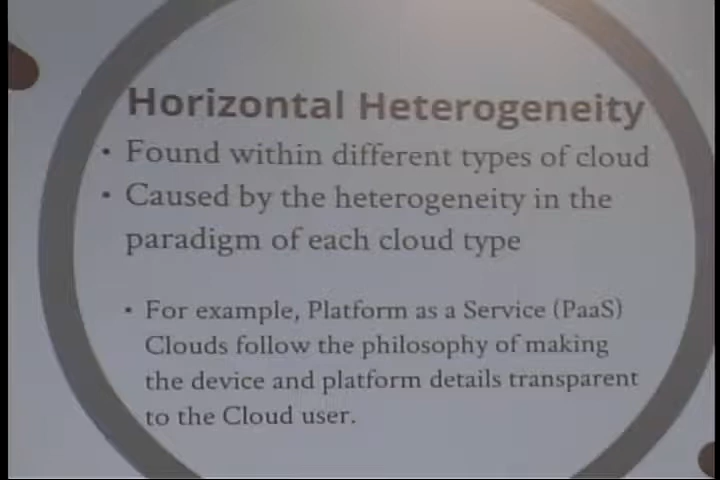 Horizontal Heterogeneity
• Found within different types of cloud
• Caused by the heterogeneity in the
paradigm of each cloud type
• For example, Platform as a Service (PaaS)
Clouds follow the philosophy of making
the device and platform details transparent
to the Cloud user.